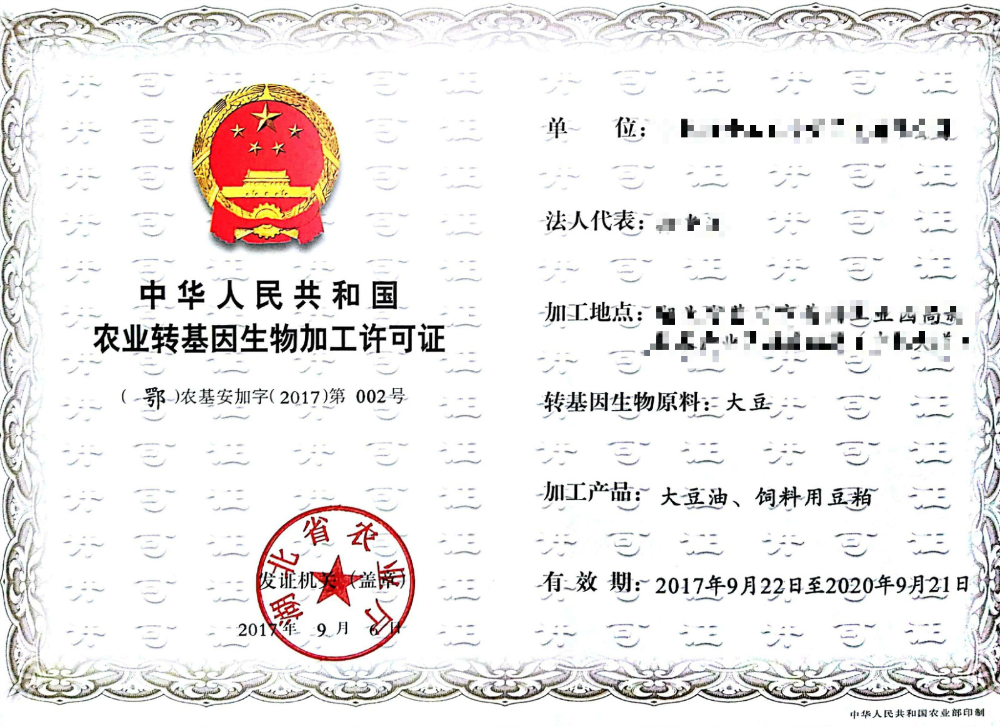 中华人民共和国
农业转基因生物加工许可证
（鄂）农基安加字（2017）第 002号
湖北省农业厅
发证机关（盖章）
2017年 9 月 6 日
单 位：
法人代表：
加工地点：
转基因生物原料：大豆
加工产品：大豆油、饲料用豆粕
有 效 期：2017年9月22日至2020年9月21日
中华人民共和国农业部印制